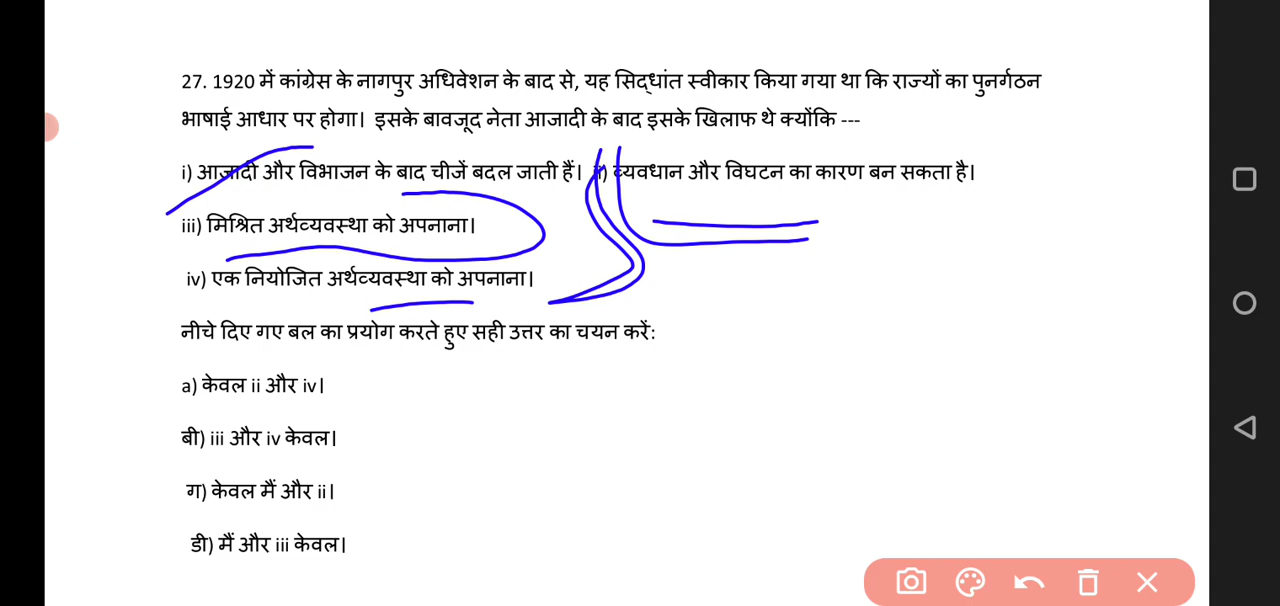 27. 1920 में कांग्रेस के नागपुर अधिवेशन के बाद से, यह सिद्धांत स्वीकार किया गया था कि राज्यों का पुनर्गठन
भाषाई आधार पर होगा। इसके बावजूद नेता आजादी के बाद इसके खिलाफ थे क्योंकि ---
i) आजादी और विभाजन के बाद चीजें बदल जाती हैं। ii) व्यवधान और विघटन का कारण बन सकता है।
iii) मिश्रित अर्थव्यवस्था को अपनाना।
iv) एक नियोजित अर्थव्यवस्था को अपनाना।
नीचे दिए गए बल का प्रयोग करते हुए सही उत्तर का चयन करें:
a) केवल ii और iv।
बी) iii और iv केवल।
ग) केवल मैं और ii।
डी) मैं और iii केवल।